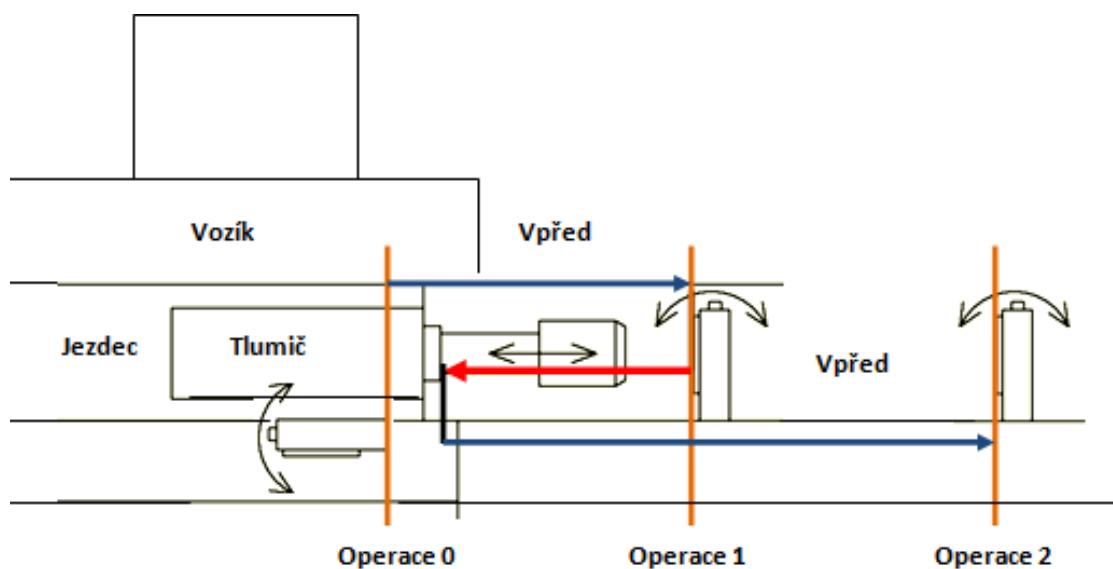 Vozík
Vpřed
Jezdec
Tlumič
Vpřed
Operace 0
Operace 1
Operace 2